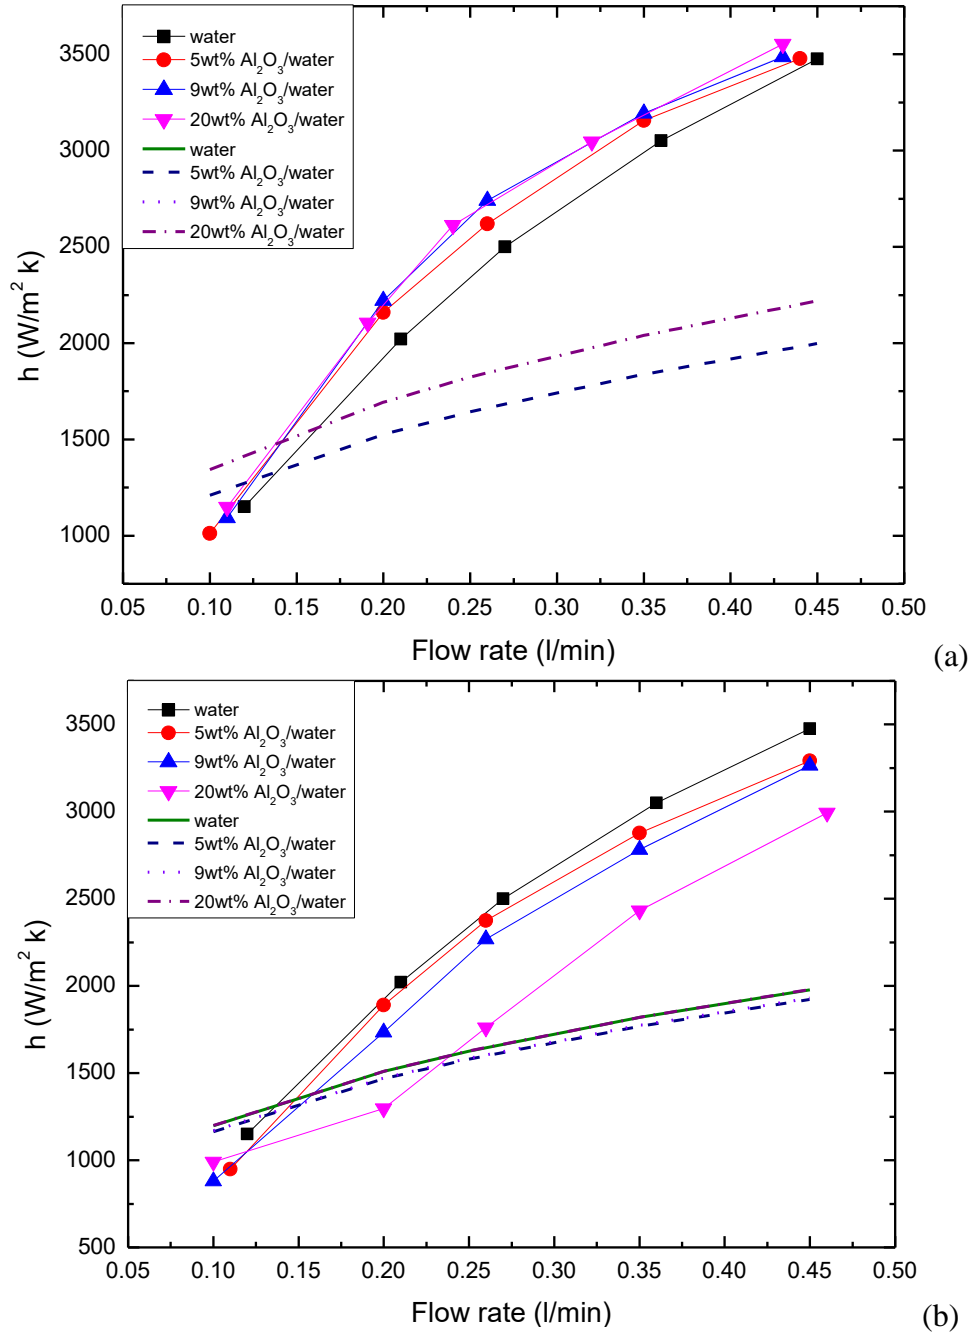 water
5wt% Al₂O₃/water
9wt% Al₂O₃/water
20wt% Al₂O₃/water
water
5wt% Al₂O₃/water
9wt% Al₂O₃/water
20wt% Al₂O₃/water
3500
3000
2500
2000
1500
1000
h (W/m² k)
0.05 0.10 0.15 0.20 0.25 0.30 0.35 0.40 0.45 0.50
Flow rate (l/min)
(a)
water
5wt% Al₂O₃/water
9wt% Al₂O₃/water
20wt% Al₂O₃/water
water
5wt% Al₂O₃/water
9wt% Al₂O₃/water
20wt% Al₂O₃/water
3500
3000
2500
2000
1500
1000
500
h (W/m² k)
0.05 0.10 0.15 0.20 0.25 0.30 0.35 0.40 0.45 0.50
Flow rate (l/min)
(b)